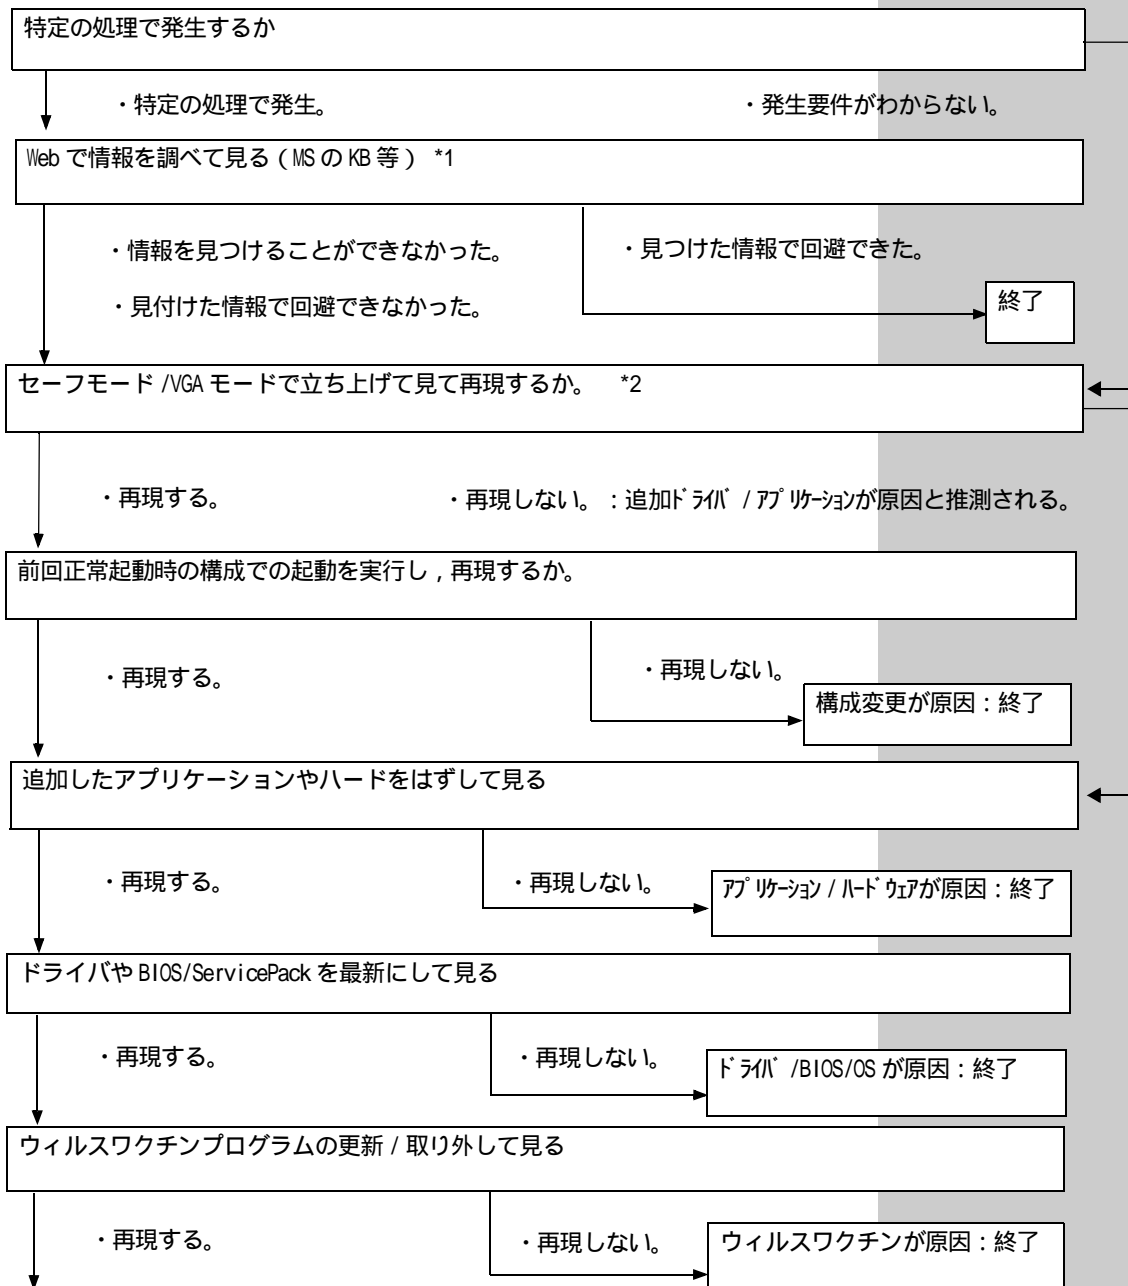 特定の処理で発生するか
・特定の処理で発生。
・発生要件がわからない。
Web で情報を調べて見る ( MS の KB 等 )　*1
・情報を見つけることができなかった。
・見つけた情報で回避できた。
・見付けた情報で回避できなかった。
終了
セーフモード /VGA モードで立ち上げて見て再現するか。　*2
・再現する。
・再現しない。：追加ﾄﾞﾗｲﾊﾞ / ｱﾌﾟﾘｹｰｼｮﾝが原因と推測される。
前回正常起動時の構成での起動を実行し , 再現するか。
・再現する。
・再現しない。
構成変更が原因：終了
追加したアプリケーションやハードをはずして見る
・再現する。
・再現しない。
ｱﾌﾟﾘｹｰｼｮﾝ / ﾊｰﾄﾞｳｪｱが原因：終了
ドライバや BIOS/ServicePack を最新にして見る
・再現する。
・再現しない。
ﾄﾞﾗｲﾊﾞ /BIOS/OS が原因：終了
ウィルスワクチンプログラムの更新 / 取り外して見る
・再現する。
・再現しない。
ウィルスワクチンが原因：終了